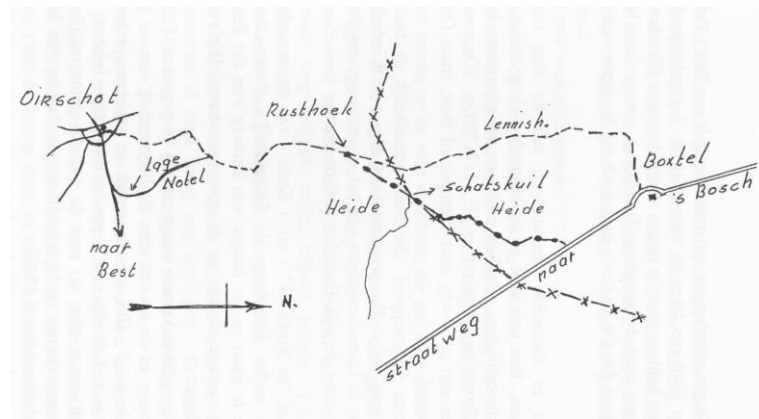 OIRSCHOT
Rusthoek
Lennish.
Boxtel
Lage
Notel
Schatskuil
's Bosch
Heide
Heide
naar
Best
naar
N.
straatweg